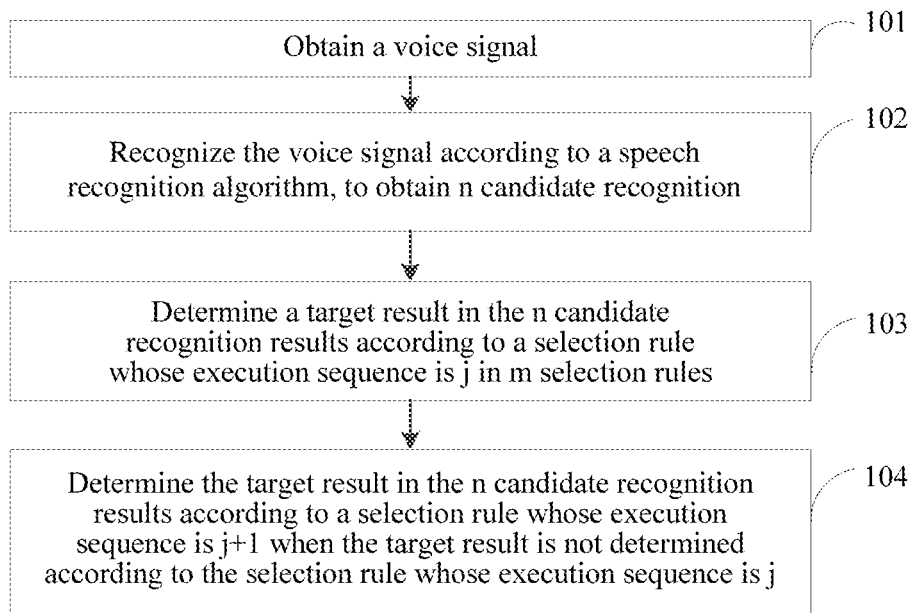 Obtain a voice signal
101
Recognize the voice signal according to a speech
recognition algorithm, to obtain n candidate recognition
102
Determine a target result in the n candidate
recognition results according to a selection rule
whose execution sequence is j in m selection rules
103
Determine the target result in the n candidate recognition
results according to a selection rule whose execution
sequence is j+1 when the target result is not determined
according to the selection rule whose execution sequence is j
104